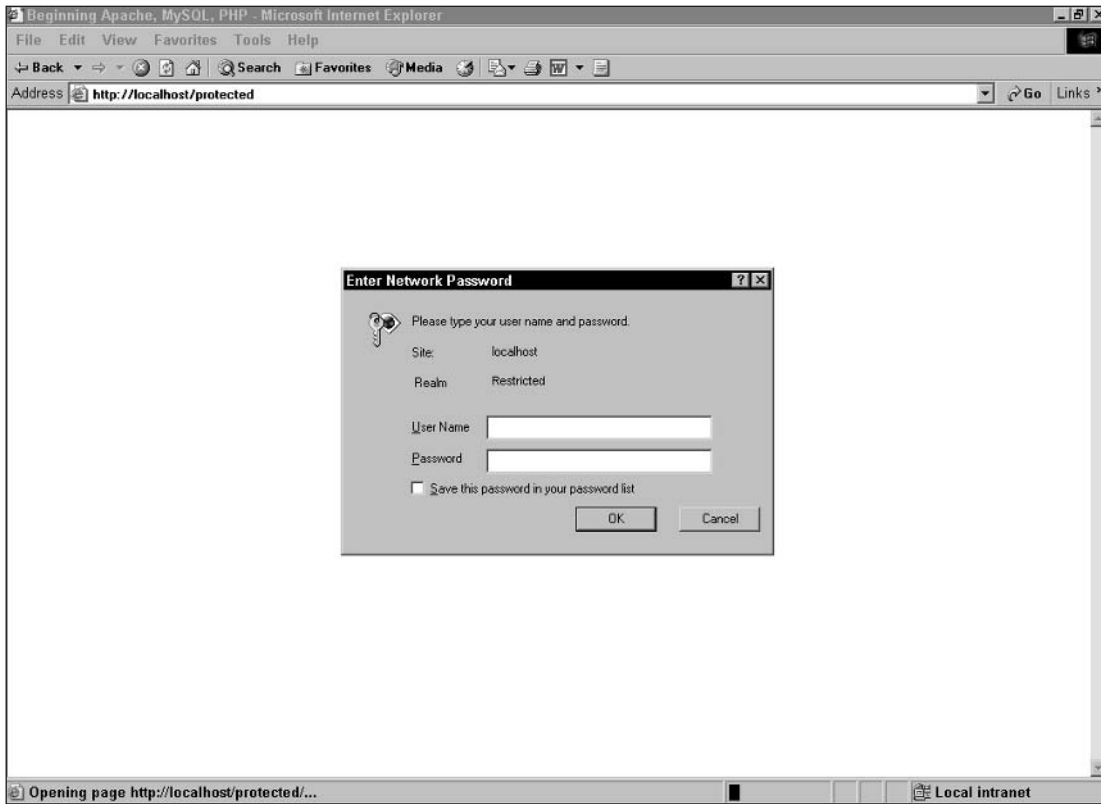 Beginning Apache, MySQL, PHP - Microsoft Internet Explorer
File Edit View Favorites Tools Help
Back Search Favorites Media W
Address http://localhost/protected Go Links »
Enter Network Password
Please type your user name and password.
Site: localhost
Realm Restricted
User Name
Password
Save this password in your password list
OK Cancel
Opening page http://localhost/protected/... Local intranet